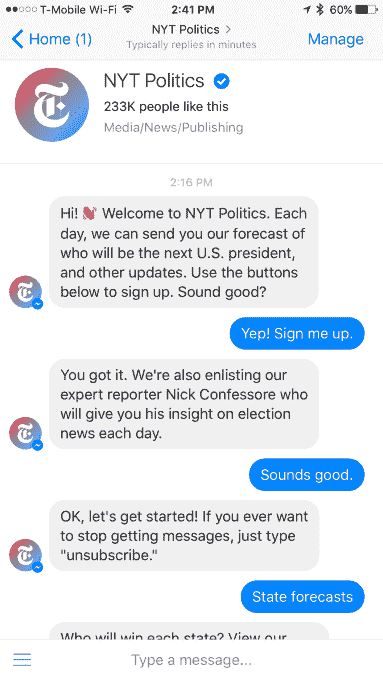 T-Mobile Wi-Fi 2:41 PM 60%
Home (1) NYT Politics > Manage
Typically replies in minutes
NYT Politics
233K people like this
Media/News/Publishing
2:16 PM
Hi! Welcome to NYT Politics. Each
day, we can send you our forecast of
who will be the next U.S. president,
and other updates. Use the buttons
below to sign up. Sound good?
Yep! Sign me up.
You got it. We're also enlisting our
expert reporter Nick Confessore who
will give you his insight on election
news each day.
Sounds good.
OK, let's get started! If you ever want
to stop getting messages, just type
"unsubscribe."
State forecasts
Who will win each state? View our
Type a message...